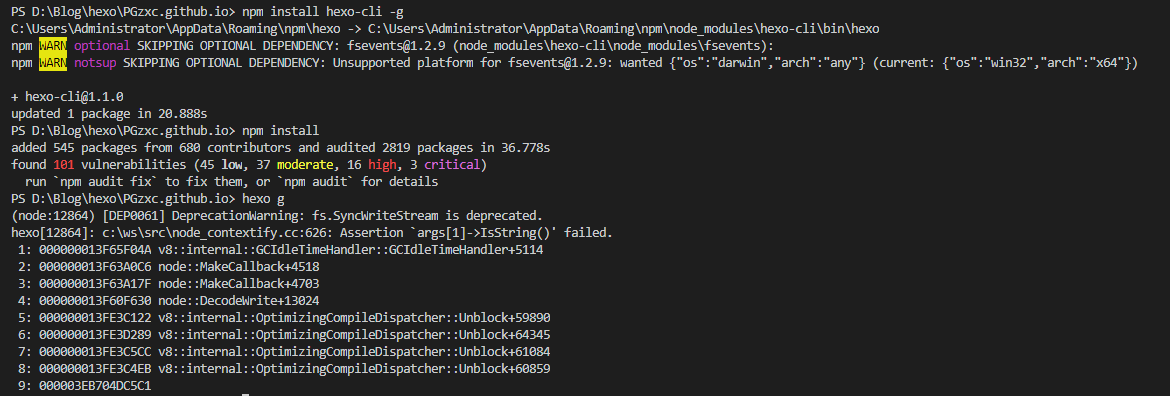 PS D:\Blog\hexo\PGzxc.github.io> npm install hexo-cli -g
C:\Users\Administrator\AppData\Roaming\npm\hexo -> C:\Users\Administrator\AppData\Roaming\npm\node_modules\hexo-cli\bin\hexo
npm WARN optional SKIPPING OPTIONAL DEPENDENCY: fsevents@1.2.9 (node_modules\hexo-cli\node_modules\fsevents):
npm WARN notsup SKIPPING OPTIONAL DEPENDENCY: Unsupported platform for fsevents@1.2.9: wanted {"os":"darwin","arch":"any"} (current: {"os":"win32","arch":"x64"})
+ hexo-cli@1.1.0
updated 1 package in 20.888s
PS D:\Blog\hexo\PGzxc.github.io> npm install
added 545 packages from 680 contributors and audited 2819 packages in 36.778s
found 101 vulnerabilities (45 low, 37 moderate, 16 high, 3 critical)
  run `npm audit fix` to fix them, or `npm audit` for details
PS D:\Blog\hexo\PGzxc.github.io> hexo g
(node:12864) [DEP0061] DeprecationWarning: fs.SyncWriteStream is deprecated.
hexo[12864]: c:\ws\src\node_contextify.cc:626: Assertion `args[1]->IsString()' failed.
 1: 000000013F65F04A v8::internal::GCIdleTimeHandler::GCIdleTimeHandler+5114
 2: 000000013F63A0C6 node::MakeCallback+4518
 3: 000000013F63A17F node::MakeCallback+4703
 4: 000000013F60F630 node::DecodeWrite+13024
 5: 000000013FE3C122 v8::internal::OptimizingCompileDispatcher::Unblock+59890
 6: 000000013FE3D289 v8::internal::OptimizingCompileDispatcher::Unblock+64345
 7: 000000013FE3C5CC v8::internal::OptimizingCompileDispatcher::Unblock+61084
 8: 000000013FE3C4EB v8::internal::OptimizingCompileDispatcher::Unblock+60859
 9: 000003EB704DC5C1